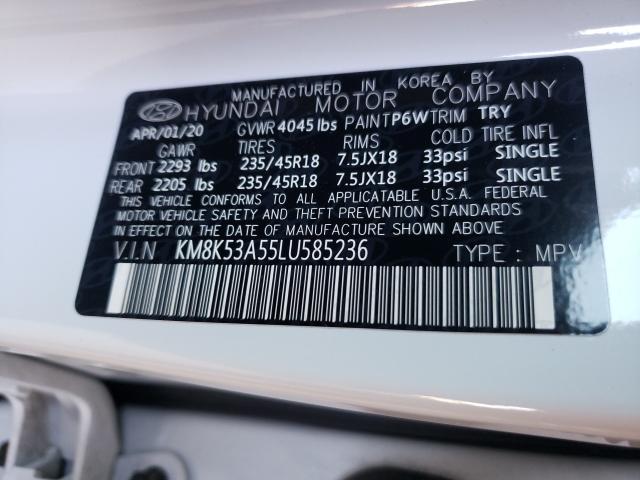 MANUFACTURED IN KOREA BY
HYUNDAI MOTOR COMPANY
APR/01/20 GVWR 4045 lbs PAINT P6W TRIM TRY
GAWR TIRES RIMS COLD TIRE INFL
FRONT 2293 lbs 235/45R18 7.5JX18 33psi SINGLE
REAR 2205 lbs 235/45R18 7.5JX18 33psi SINGLE
THIS VEHICLE CONFORMS TO ALL APPLICATABLE U.S.A. FEDERAL
MOTOR VEHICLE SAFETY AND THEFT PREVENTION STANDARDS
IN EFFECT ON THE DATE OF MANUFACTURE SHOWN ABOVE
V.I.N KM8K53A55LU585236 TYPE : MPV